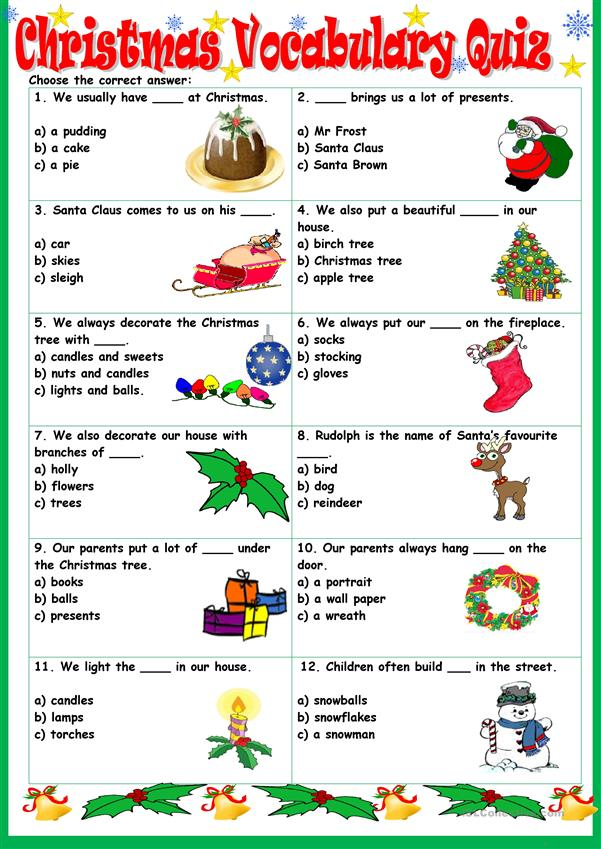 Christmas Vocabulary Quiz
Choose the correct answer:
1. We usually have ____ at Christmas.
a) a pudding
b) a cake
c) a pie
2. ____ brings us a lot of presents.
a) Mr Frost
b) Santa Claus
c) Santa Brown
3. Santa Claus comes to us on his ____.
a) car
b) skies
c) sleigh
4. We also put a beautiful _____ in our
house.
a) birch tree
b) Christmas tree
c) apple tree
5. We always decorate the Christmas
tree with ____.
a) candles and sweets
b) nuts and candles
c) lights and balls.
6. We always put our ____ on the fireplace.
a) socks
b) stocking
c) gloves
7. We also decorate our house with
branches of ____.
a) holly
b) flowers
c) trees
8. Rudolph is the name of Santa's favourite
____.
a) bird
b) dog
c) reindeer
9. Our parents put a lot of ____ under
the Christmas tree.
a) books
b) balls
c) presents
10. Our parents always hang ____ on the
door.
a) a portrait
b) a wall paper
c) a wreath
11. We light the ____ in our house.
a) candles
b) lamps
c) torches
12. Children often build ___ in the street.
a) snowballs
b) snowflakes
c) a snowman